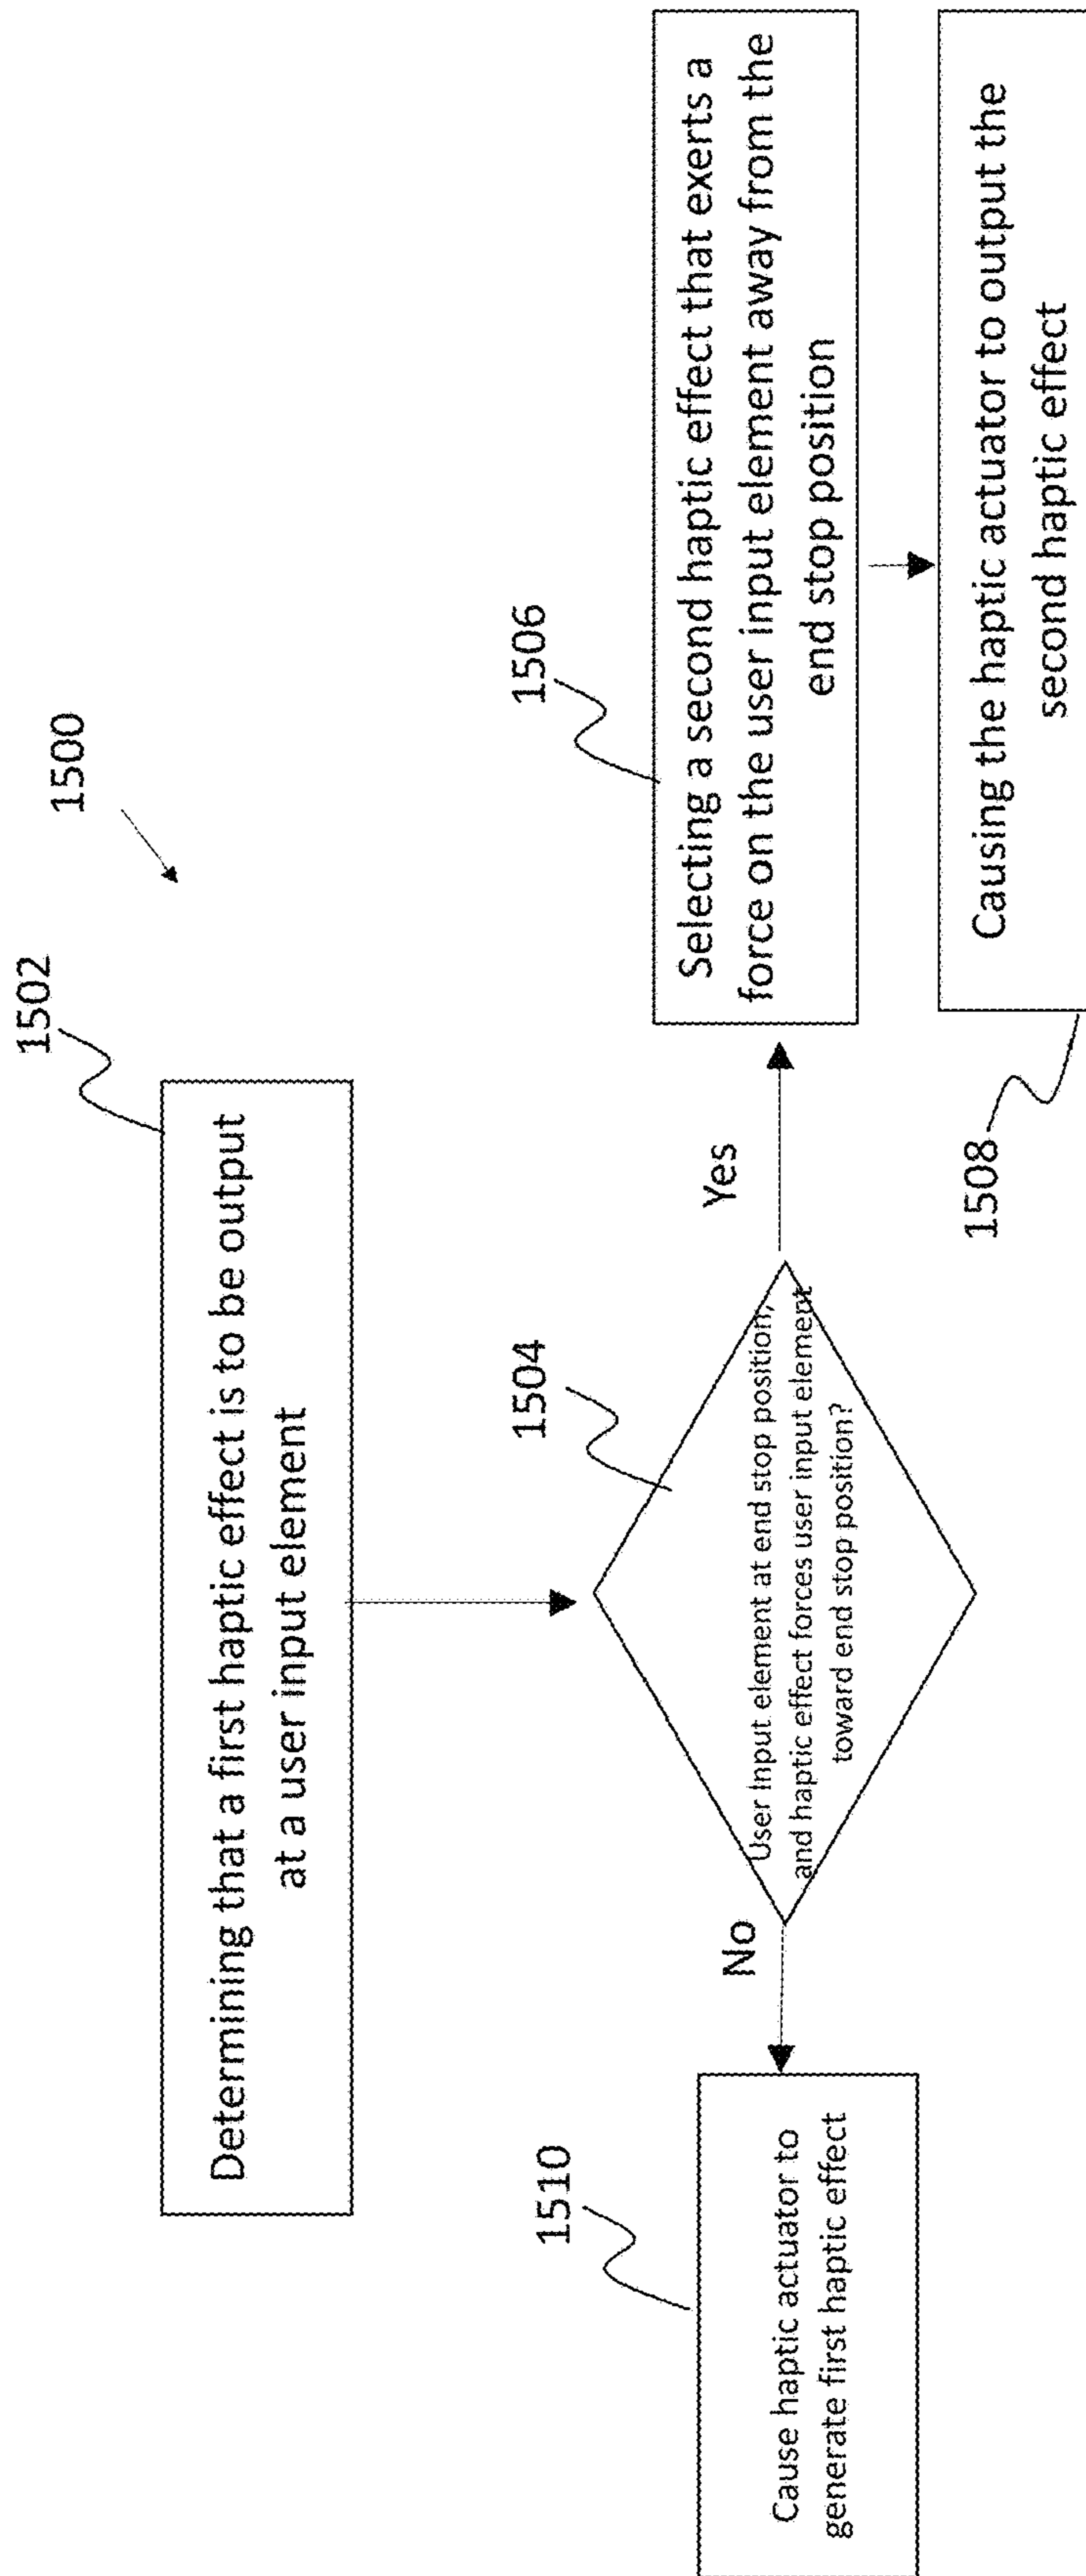 1500
1502
Determining that a first haptic effect is to be output
at a user input element
1504
User Input element at end stop position,
and haptic effect forces user input element
toward end stop position?
No
Yes
1510
Cause haptic actuator to
generate first haptic effect
1506
Selecting a second haptic effect that exerts a
force on the user input element away from the
end stop position
1508
Causing the haptic actuator to output the
second haptic effect